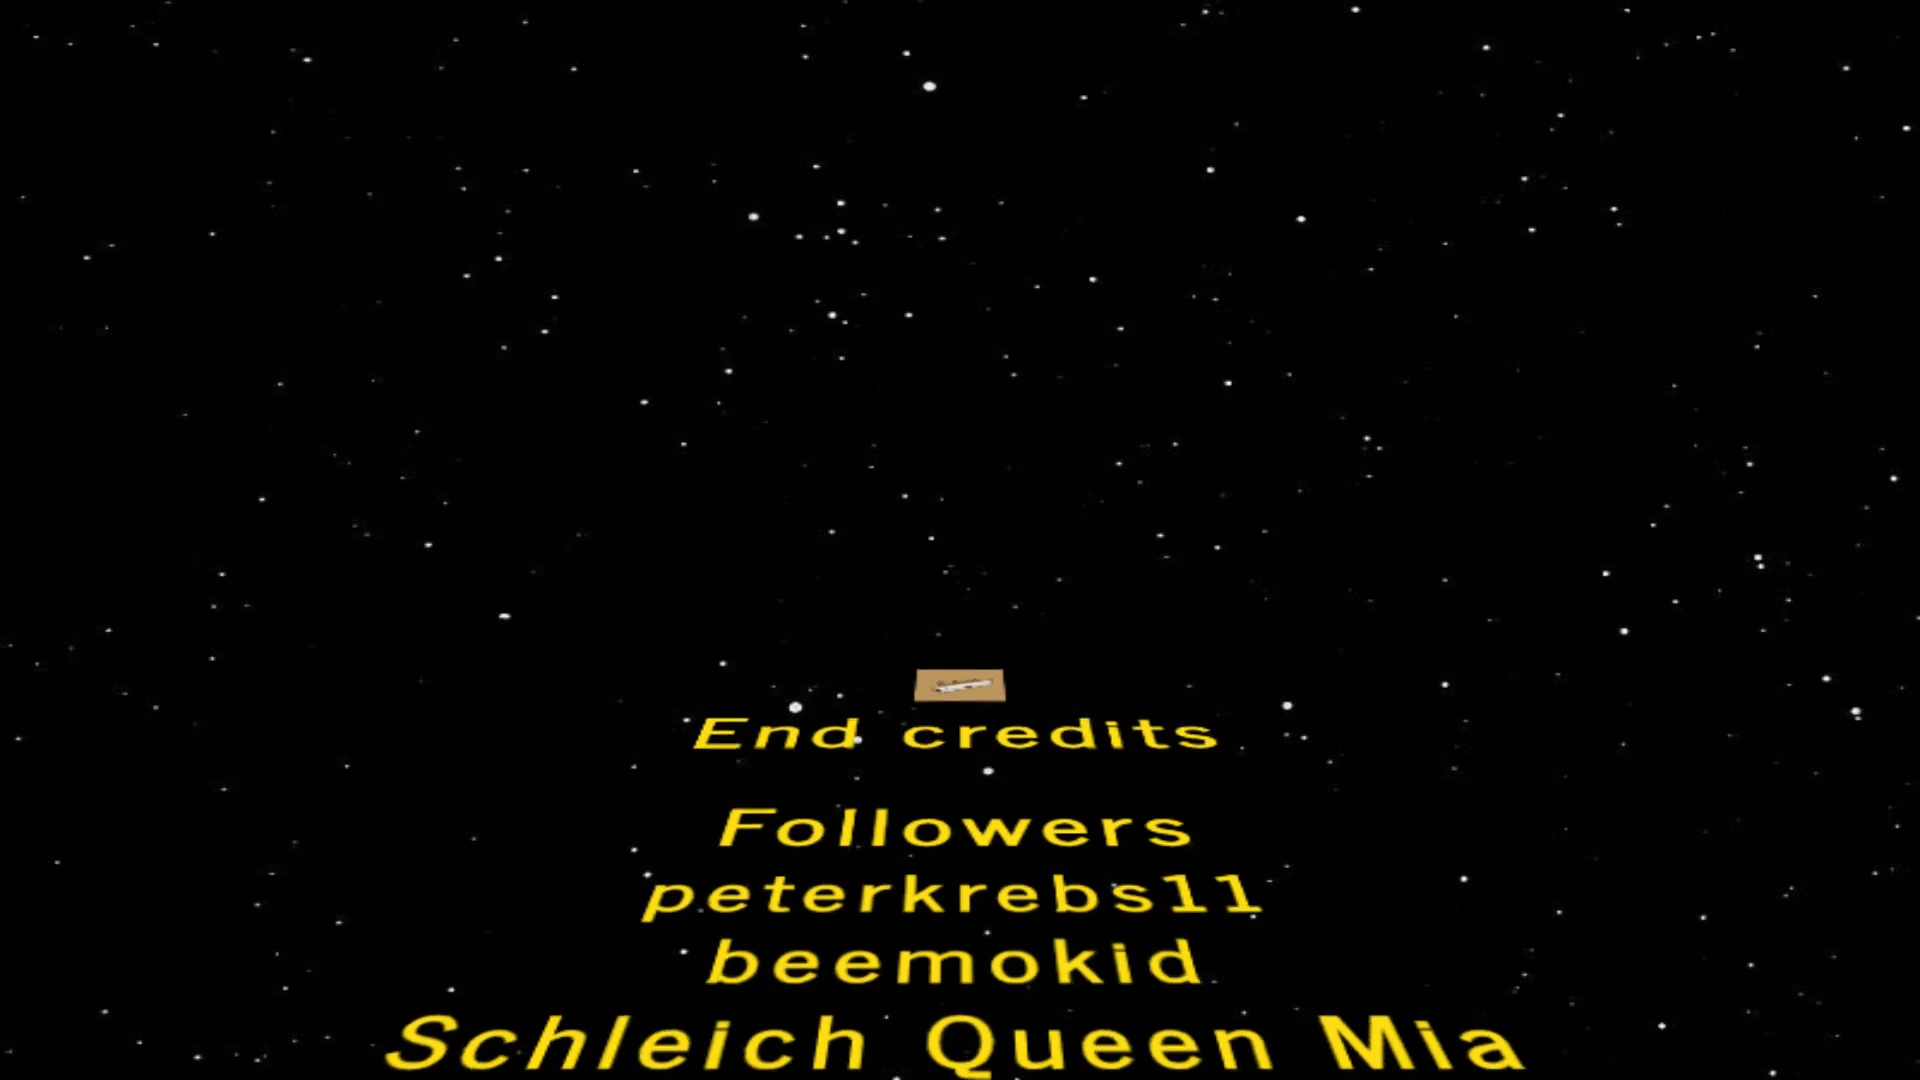 End credits
Followers
peterkrebs11
beemokid
Schleich Queen Mia